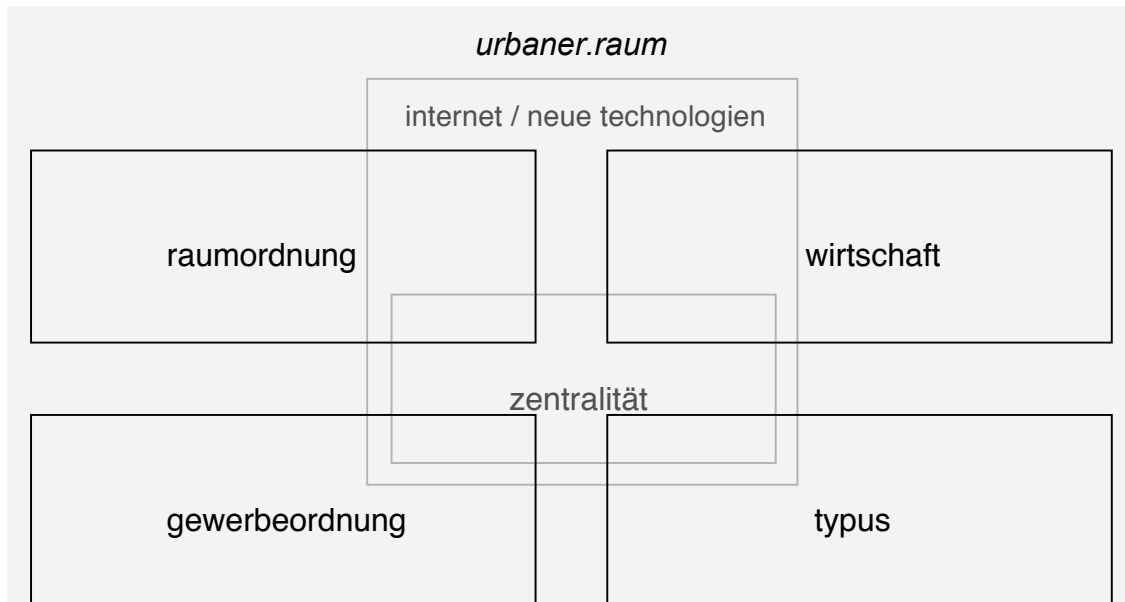 urbaner.raum
internet / neue technologien
raumordnung
wirtschaft
zentralität
gewerbeordnung
typus